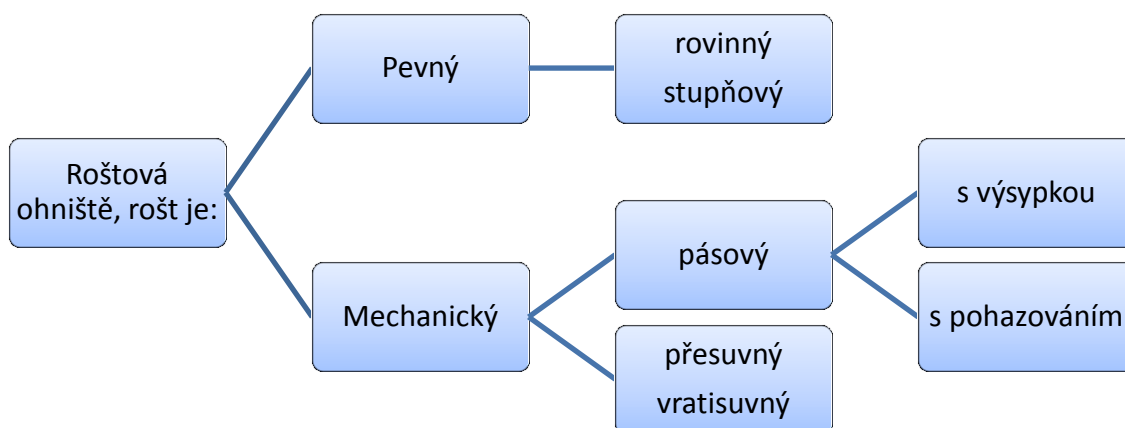 Roštová
ohniště, rošt je:
Pevný
rovinný
stupňový
Mechanický
pásový
s výsypkou
s pohazováním
přesuvný
vratisuvný